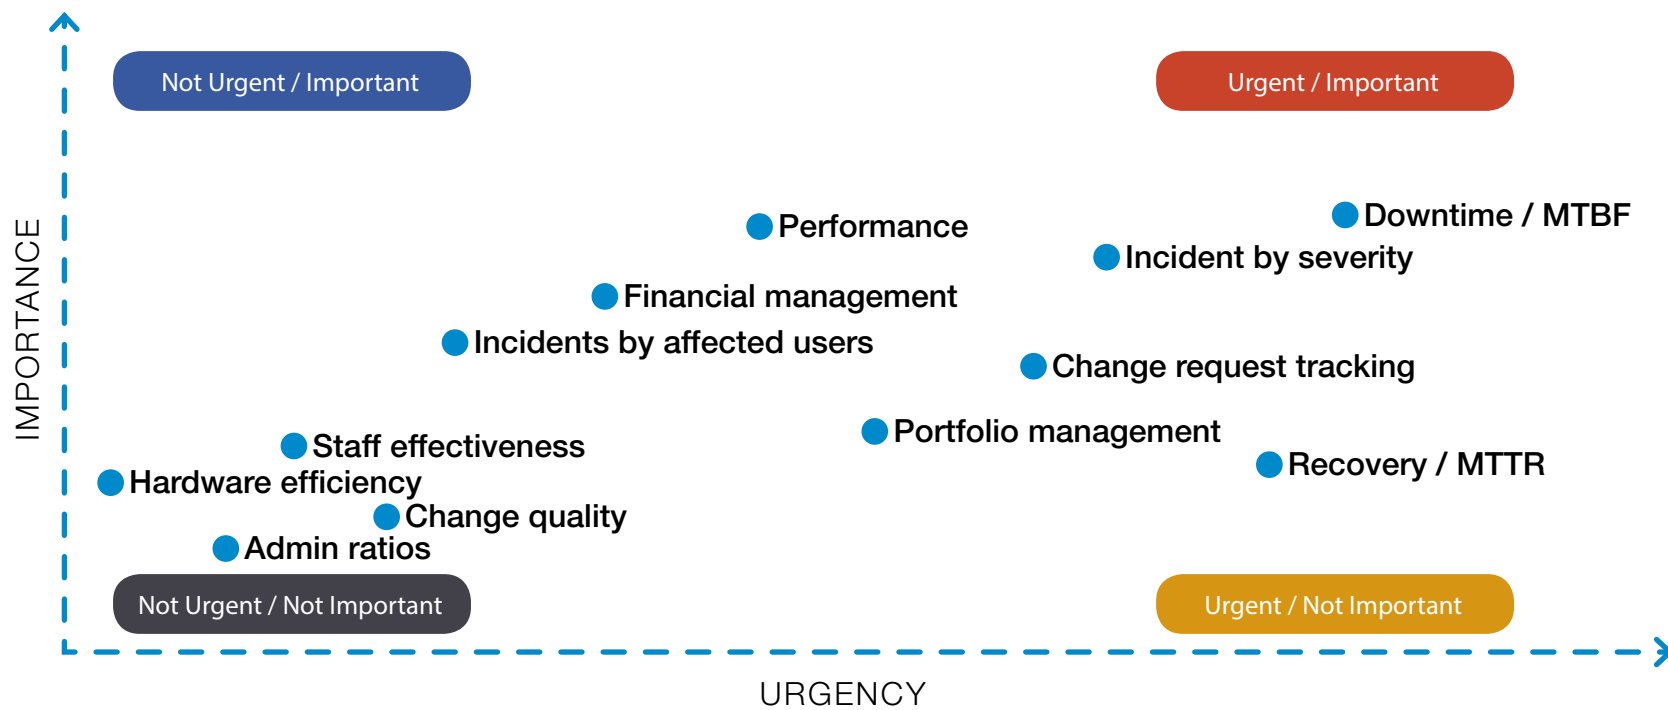 Not Urgent / Important
Urgent / Important
Downtime / MTBF
Performance
Incident by severity
Financial management
Incidents by affected users
Change request tracking
Portfolio management
Staff effectiveness
Recovery / MTTR
Hardware efficiency
Change quality
Admin ratios
Not Urgent / Not Important
Urgent / Not Important
IMPORTANCE
URGENCY